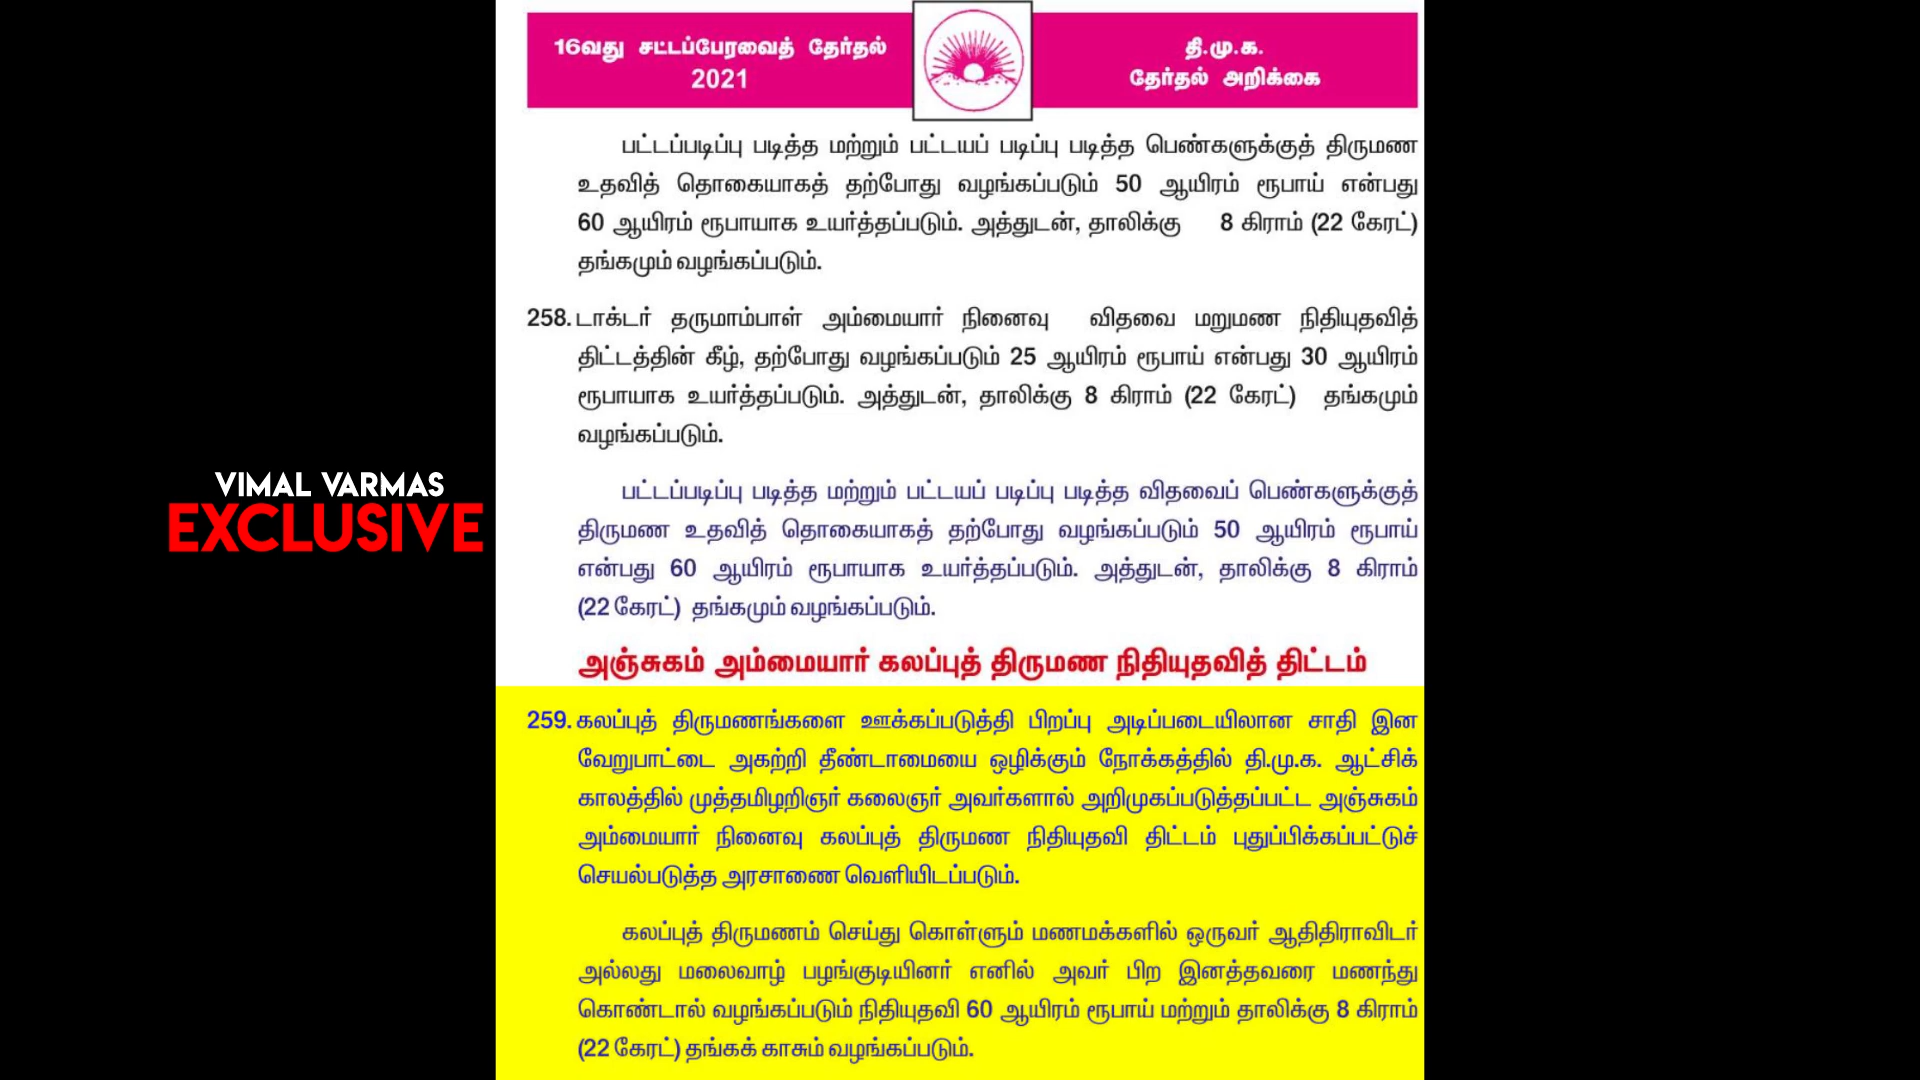 16வது சட்டப்பேரவைத் தேர்தல்
2021
தி.மு.க.
தேர்தல் அறிக்கை
பட்டப்படிப்பு படித்த மற்றும் பட்டயப் படிப்பு படித்த பெண்களுக்குத் திருமண
உதவித் தொகையாகத் தற்போது வழங்கப்படும் 50 ஆயிரம் ரூபாய் என்பது
60 ஆயிரம் ரூபாயாக உயர்த்தப்படும். அத்துடன், தாலிக்கு 8 கிராம் (22 கேரட்)
தங்கமும் வழங்கப்படும்.
258. டாக்டர் தருமாம்பாள் அம்மையார் நினைவு விதவை மறுமண நிதியுதவித்
திட்டத்தின் கீழ், தற்போது வழங்கப்படும் 25 ஆயிரம் ரூபாய் என்பது 30 ஆயிரம்
ரூபாயாக உயர்த்தப்படும். அத்துடன், தாலிக்கு 8 கிராம் (22 கேரட்) தங்கமும்
வழங்கப்படும்.
பட்டப்படிப்பு படித்த மற்றும் பட்டயப் படிப்பு படித்த விதவைப் பெண்களுக்குத்
திருமண உதவித் தொகையாகத் தற்போது வழங்கப்படும் 50 ஆயிரம் ரூபாய்
என்பது 60 ஆயிரம் ரூபாயாக உயர்த்தப்படும். அத்துடன், தாலிக்கு 8 கிராம்
(22 கேரட்) தங்கமும் வழங்கப்படும்.
VIMAL VARMAS
EXCLUSIVE
அஞ்சுகம் அம்மையார் கலப்புத் திருமண நிதியுதவித் திட்டம்
259. கலப்புத் திருமணங்களை ஊக்கப்படுத்தி பிறப்பு அடிப்படையிலான சாதி இன
வேறுபாட்டை அகற்றி தீண்டாமையை ஒழிக்கும் நோக்கத்தில் தி.மு.க. ஆட்சிக்
காலத்தில் முத்தமிழறிஞர் கலைஞர் அவர்களால் அறிமுகப்படுத்தப்பட்ட அஞ்சுகம்
அம்மையார் நினைவு கலப்புத் திருமண நிதியுதவி திட்டம் புதுப்பிக்கப்பட்டுச்
செயல்படுத்த அரசாணை வெளியிடப்படும்.
கலப்புத் திருமணம் செய்து கொள்ளும் மணமக்களில் ஒருவர் ஆதிதிராவிடர்
அல்லது மலைவாழ் பழங்குடியினர் எனில் அவர் பிற இனத்தவரை மணந்து
கொண்டால் வழங்கப்படும் நிதியுதவி 60 ஆயிரம் ரூபாய் மற்றும் தாலிக்கு 8 கிராம்
(22 கேரட்) தங்கக் காசும் வழங்கப்படும்.